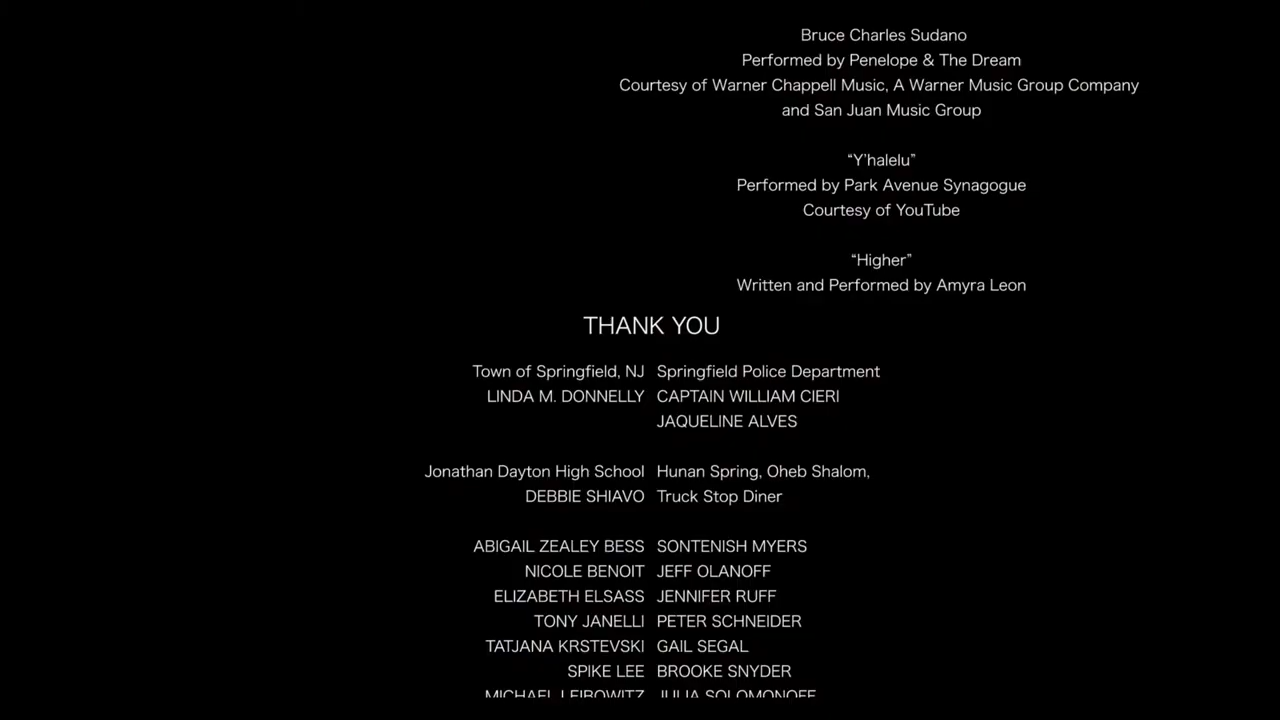 Bruce Charles Sudano
Performed by Penelope & The Dream
Courtesy of Warner Chappell Music, A Warner Music Group Company
and San Juan Music Group
“Y’halelu”
Performed by Park Avenue Synagogue
Courtesy of YouTube
“Higher”
Written and Performed by Amyra Leon
THANK YOU
Town of Springfield, NJ Springfield Police Department
LINDA M. DONNELLY CAPTAIN WILLIAM CIERI
JAQUELINE ALVES
Jonathan Dayton High School Hunan Spring, Oheb Shalom,
DEBBIE SHIAVO Truck Stop Diner
ABIGAIL ZEALEY BESS SONTENISH MYERS
NICOLE BENOIT JEFF OLANOFF
ELIZABETH ELSASS JENNIFER RUFF
TONY JANELLI PETER SCHNEIDER
TATJANA KRSTEVSKI GAIL SEGAL
SPIKE LEE BROOKE SNYDER
MICHAEL LEIBOWITZ JULIA SOLOMONOFF